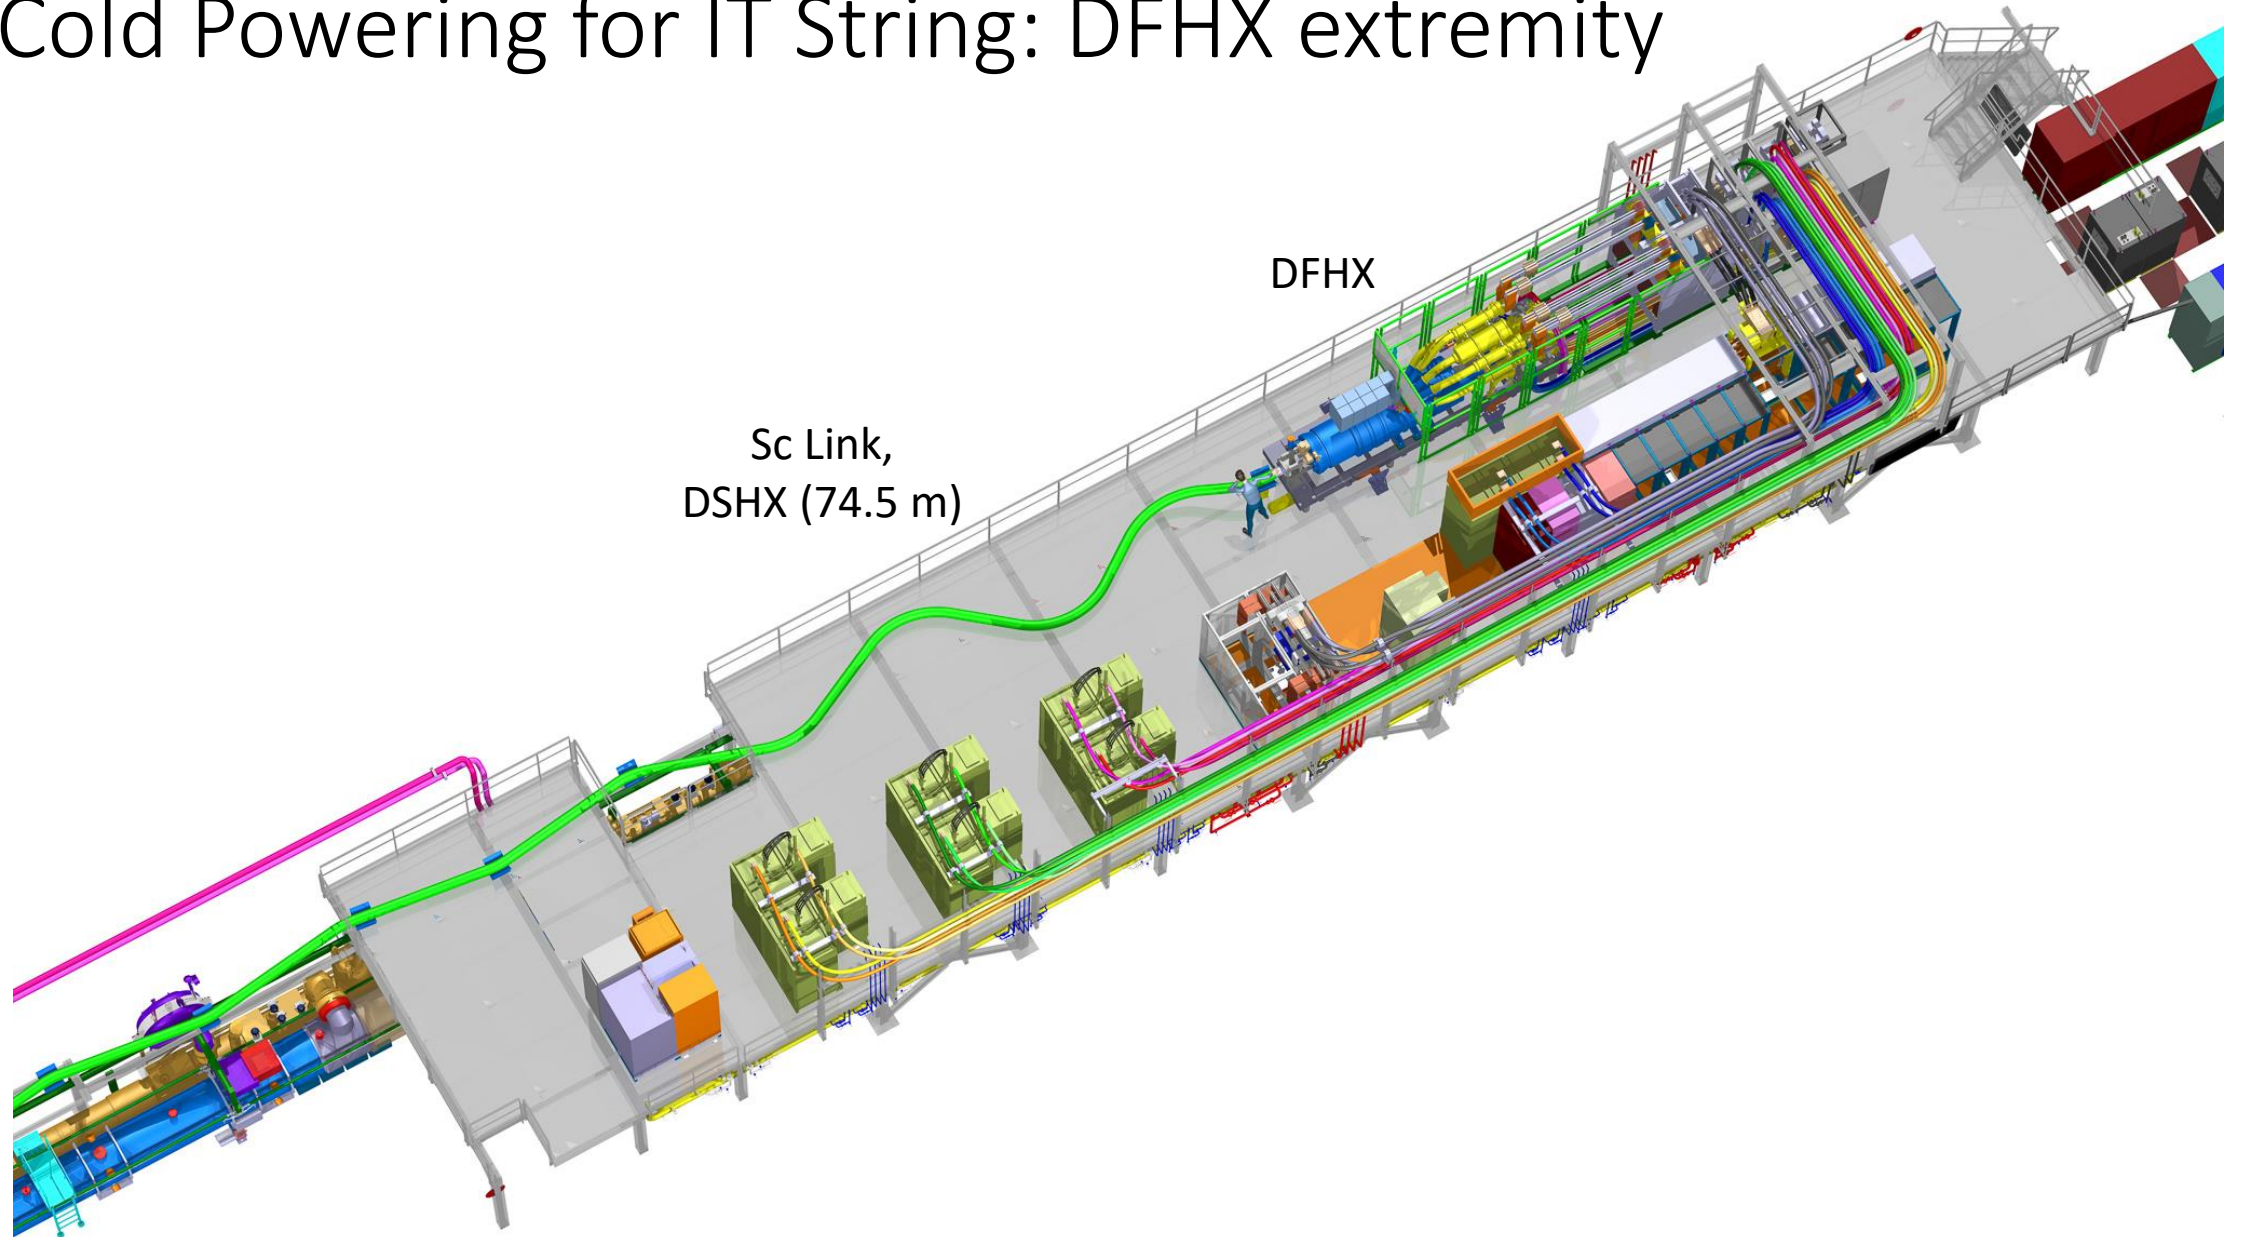 Cold Powering for IT String: DFHX extremity
DFHX
Sc Link,
DSHX (74.5 m)